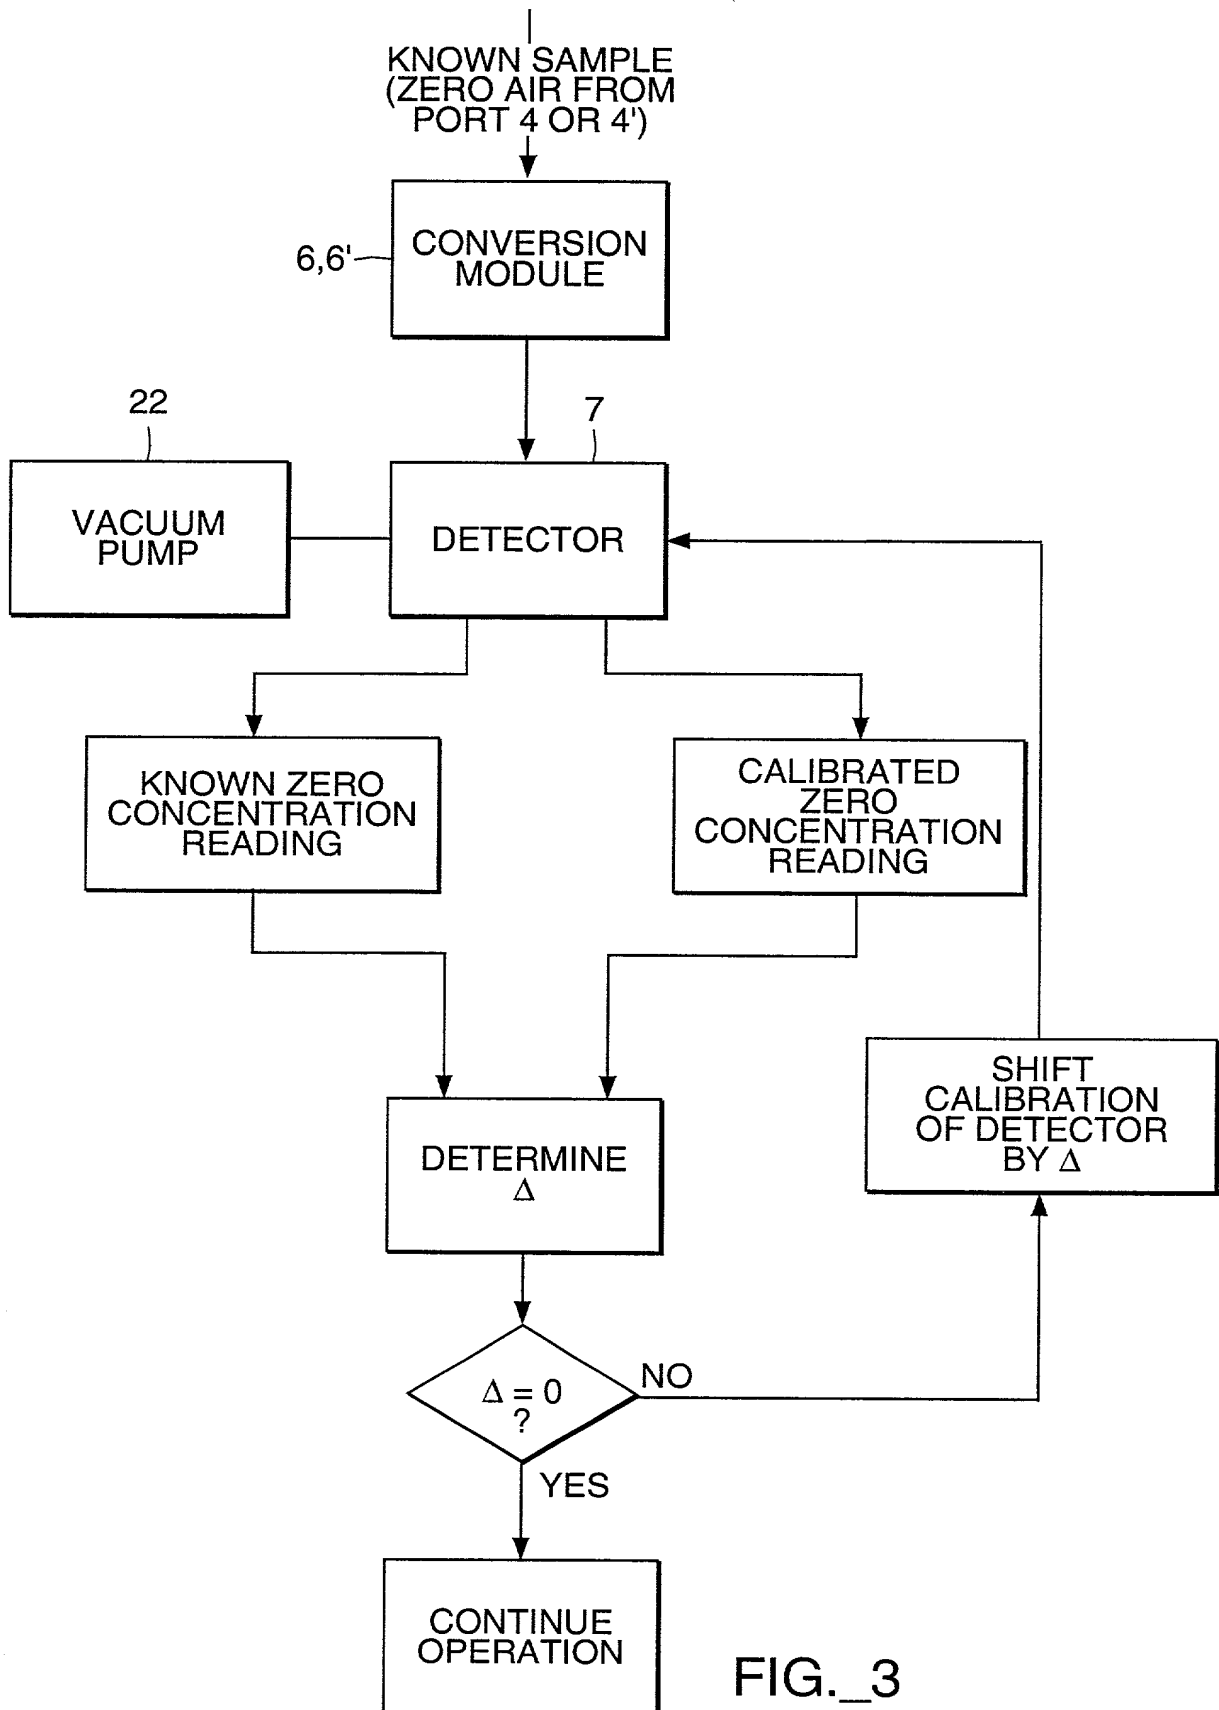 KNOWN SAMPLE
(ZERO AIR FROM
PORT 4 OR 4')
6,6'
CONVERSION
MODULE
22
7
VACUUM
PUMP
DETECTOR
KNOWN ZERO
CONCENTRATION
READING
CALIBRATED
ZERO
CONCENTRATION
READING
SHIFT
CALIBRATION
OF DETECTOR
BY Δ
DETERMINE
Δ
Δ = 0
?
NO
YES
CONTINUE
OPERATION
FIG._3